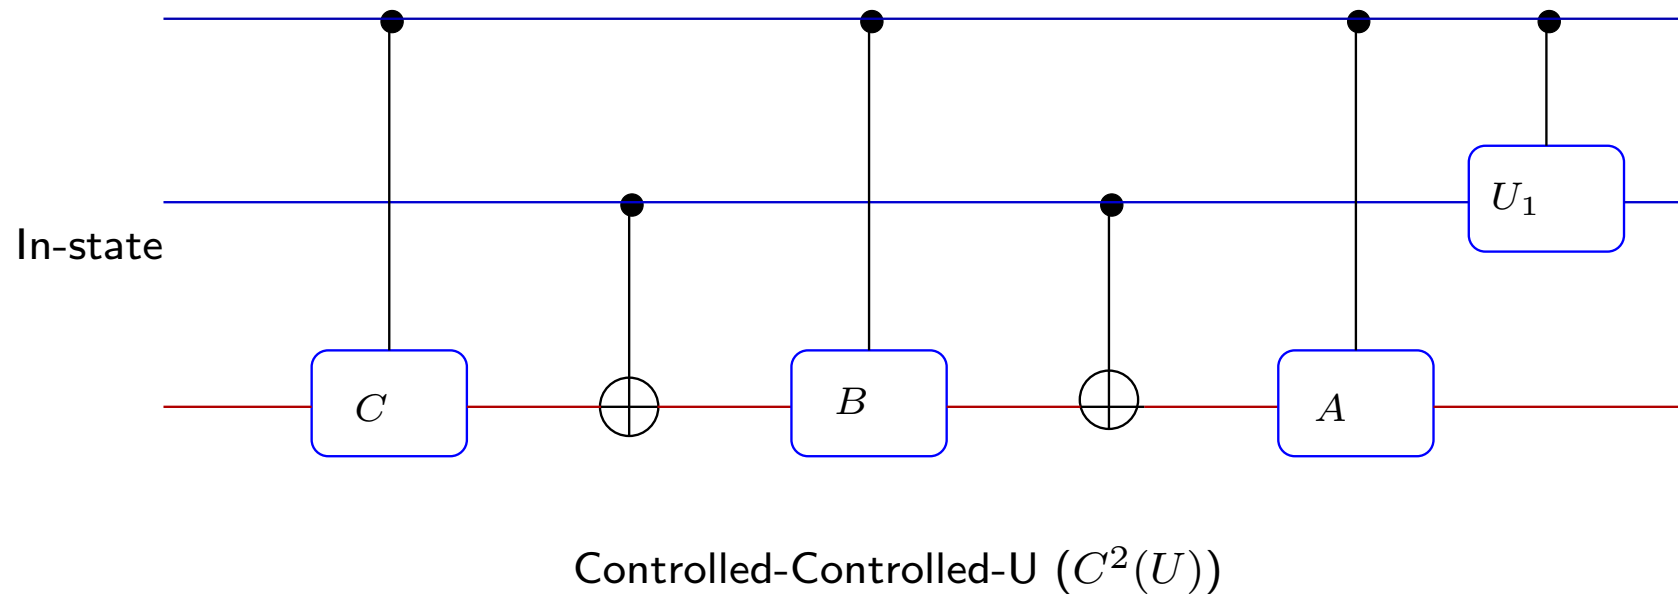 U₁
In-state
C
B
A
Controlled-Controlled-U (C²(U))